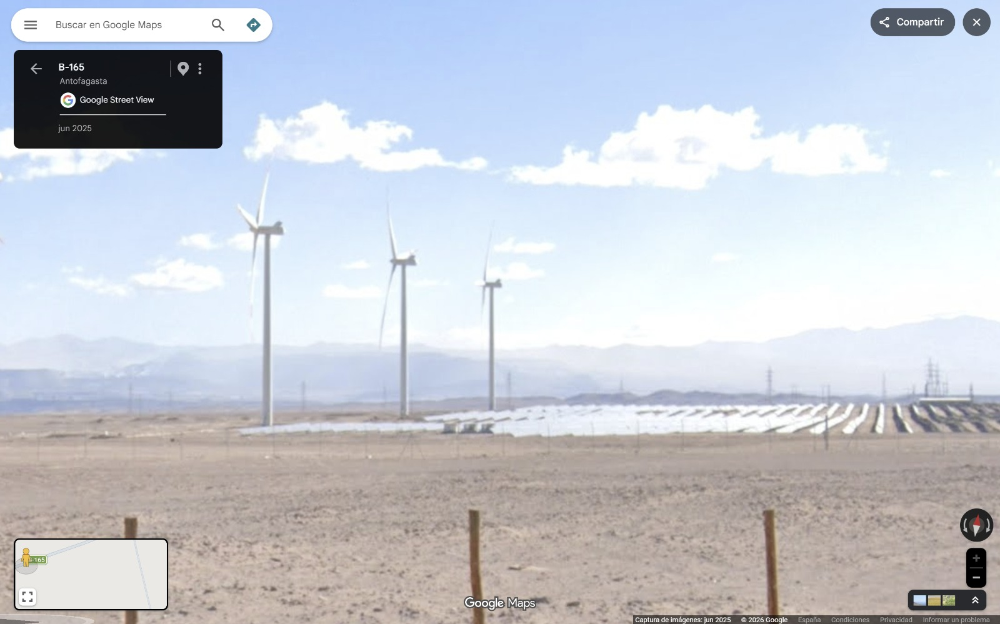 Buscar en Google Maps
Compartir
B-165
Antofagasta
Google Street View
jun 2025
B-165
Google Maps
Captura de imágenes: jun 2025 © 2026 Google España Condiciones Privacidad Informar un problema